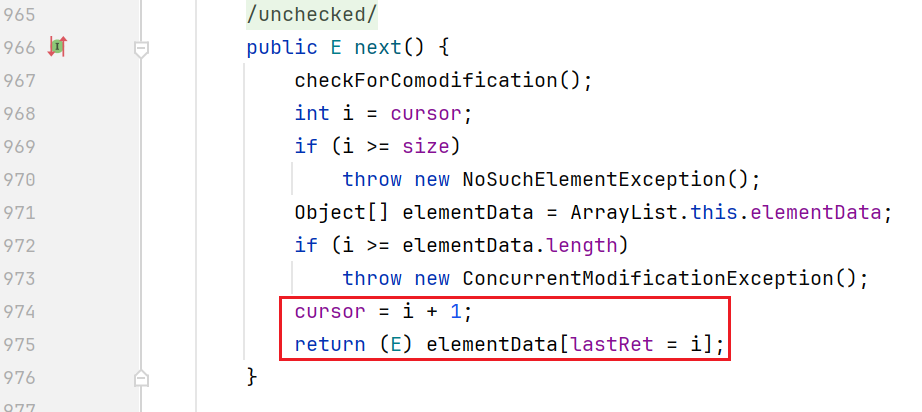 965 /unchecked/
966 I public E next() {
967 checkForComodification();
968 int i = cursor;
969 if (i >= size)
970 throw new NoSuchElementException();
971 Object[] elementData = ArrayList.this.elementData;
972 if (i >= elementData.length)
973 throw new ConcurrentModificationException();
974 cursor = i + 1;
975 return (E) elementData[lastRet = i];
976 }
977